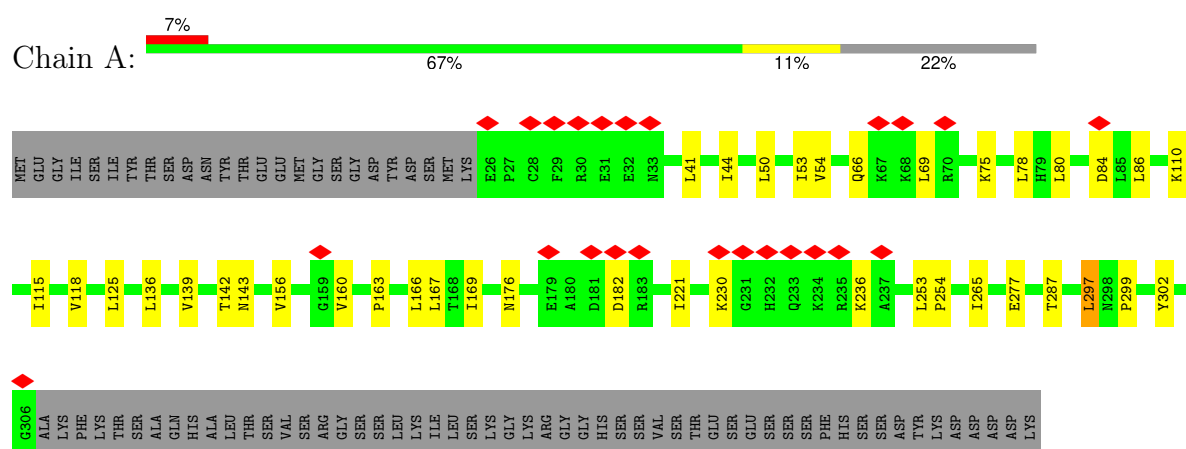 7%
Chain A:
67% 11% 22%
MET GLU GLY ILE SER ILE TYR THR SER ASP ASN TYR THR GLU GLU MET GLY SER GLY ASP TYR ASP SER MET LYS E26 P27 C28 F29 R30 E31 E32 N33 L41 I44 L50 I53 V54 Q66 K67 K68 L69 R70 K75 L78 H79 L80 D84 L85 L86 K110
I115 V118 L125 L136 V139 T142 N143 V156 G159 V160 P163 L166 L167 T168 I169 N176 E179 A180 D181 D182 R183 I221 K230 G231 H232 Q233 K234 R235 K236 A237 L253 P254 I265 E277 T287 L297 N298 P299 Y302
G306 ALA LYS PHE LYS THR SER ALA GLN HIS ALA LEU THR SER VAL SER ARG GLY SER SER LEU LYS ILE LEU SER LYS GLY LYS ARG GLY GLY HIS SER SER VAL SER THR GLU SER GLU SER SER SER PHE HIS SER SER ASP TYR LYS ASP ASP ASP ASP LYS